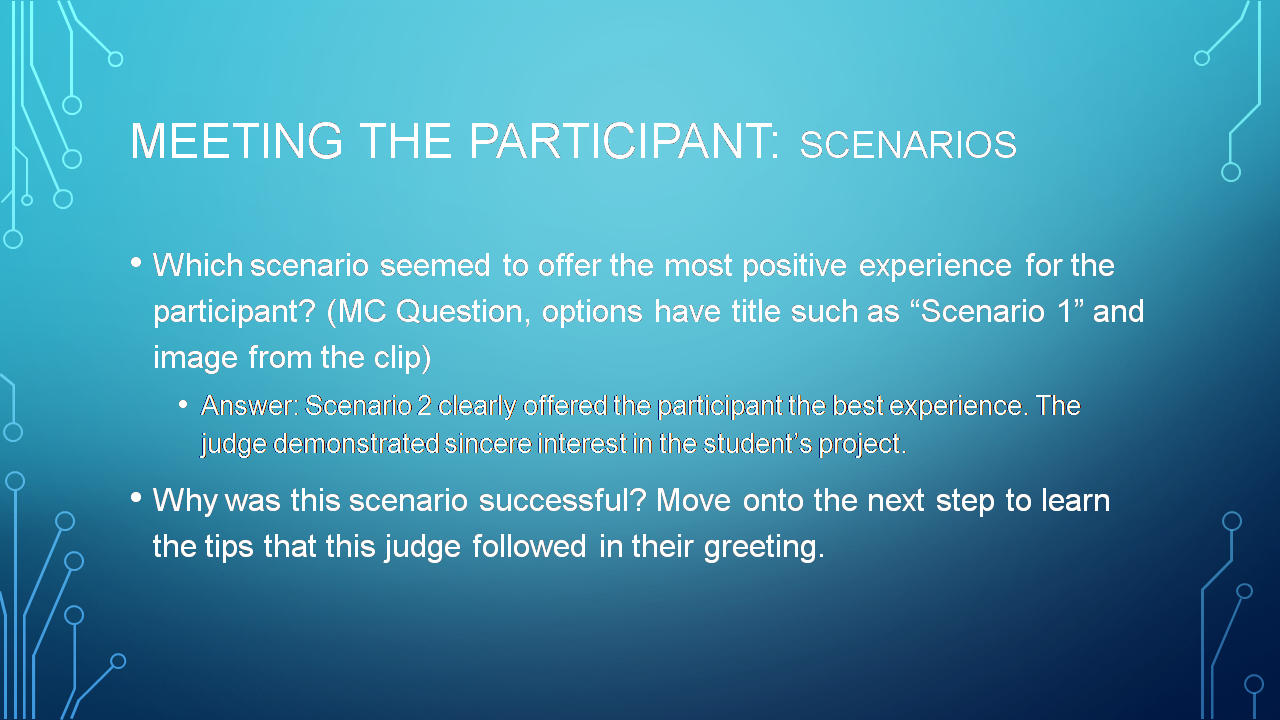 MEETING THE PARTICIPANT: SCENARIOS
• Which scenario seemed to offer the most positive experience for the
participant? (MC Question, options have title such as “Scenario 1” and
image from the clip)
• Answer: Scenario 2 clearly offered the participant the best experience. The
judge demonstrated sincere interest in the student’s project.
• Why was this scenario successful? Move onto the next step to learn
the tips that this judge followed in their greeting.